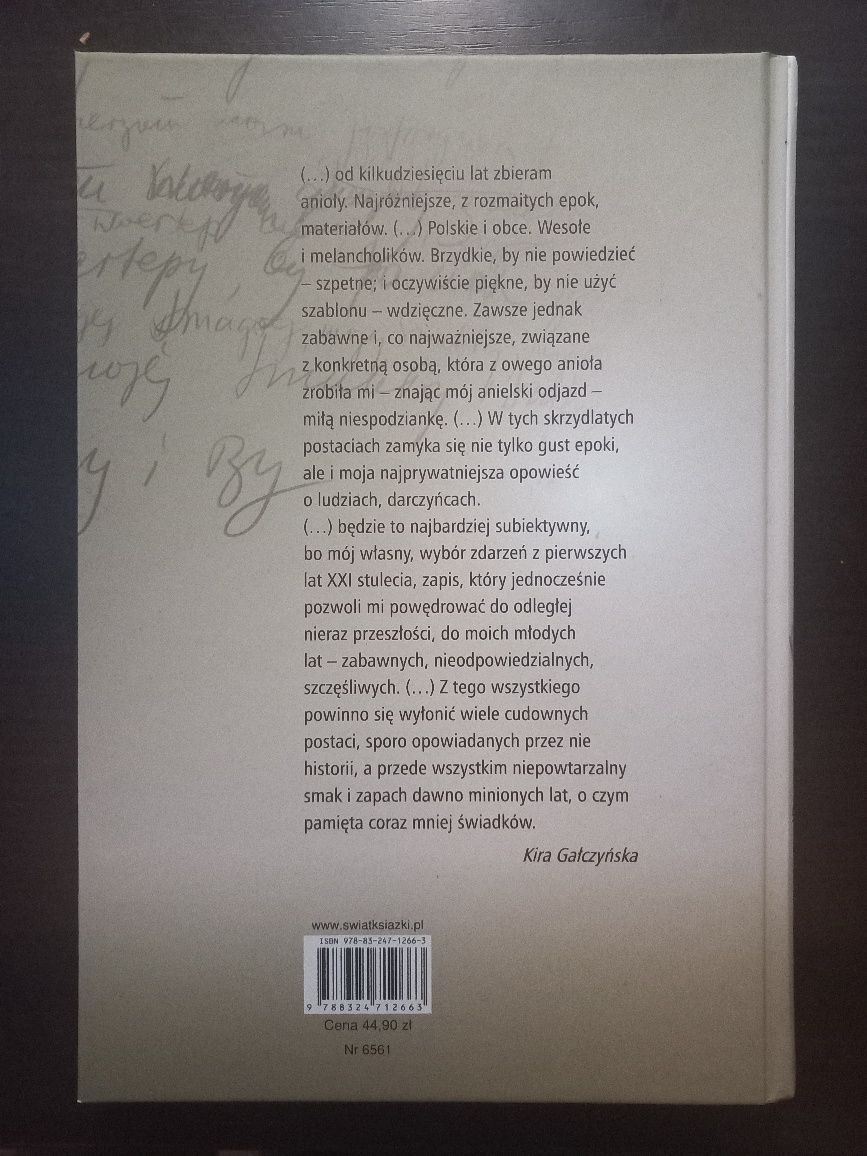 (…) od kilkudziesięciu lat zbieram
anioły. Najróżniejsze, z rozmaitych epok,
materiałów. (…) Polskie i obce. Wesołe
i melancholików. Brzydkie, by nie powiedzieć
– szpetne; i oczywiście piękne, by nie użyć
szablonu – wdzięczne. Zawsze jednak
zabawne i, co najważniejsze, związane
z konkretną osobą, która z owego anioła
zrobiła mi – znając mój anielski odjazd –
miłą niespodziankę. (…) W tych skrzydlatych
postaciach zamyka się nie tylko gust epoki,
ale i moja najprywatniejsza opowieść
o ludziach, darczyńcach.
(…) będzie to najbardziej subiektywny,
bo mój własny, wybór zdarzeń z pierwszych
lat XXI stulecia, zapis, który jednocześnie
pozwoli mi powędrować do odległej
nieraz przeszłości, do moich młodych
lat – zabawnych, nieodpowiedzialnych,
szczęśliwych. (…) Z tego wszystkiego
powinno się wyłonić wiele cudownych
postaci, sporo opowiadanych przez nie
historii, a przede wszystkim niepowtarzalny
smak i zapach dawno minionych lat, o czym
pamięta coraz mniej świadków.
Kira Gałczyńska
y i By
www.swiatksiazki.pl
ISBN 978-83-247-1266-3
9 788324 712663
Cena 44,90 zł
Nr 6561